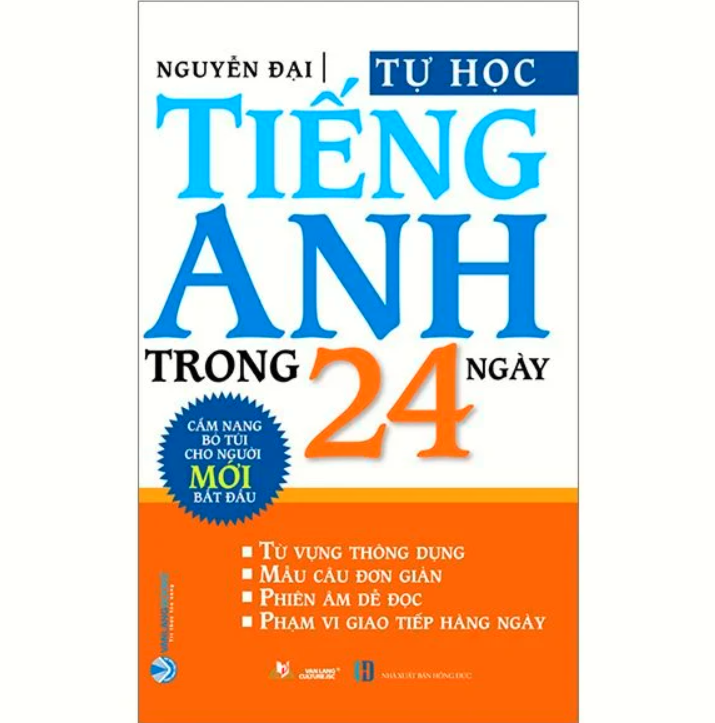 NGUYỄN ĐẠI
TỰ HỌC
TIẾNG
ANH
TRONG 24 NGÀY
CẨM NANG
BỎ TÚI
CHO NGƯỜI
MỚI
BẮT ĐẦU
TỪ VỰNG THÔNG DỤNG
MẪU CÂU ĐƠN GIẢN
PHIÊN ÂM DỄ ĐỌC
PHẠM VI GIAO TIẾP HÀNG NGÀY
VAN LANG
CULTURE.JSC
NHÀ XUẤT BẢN HỒNG ĐỨC